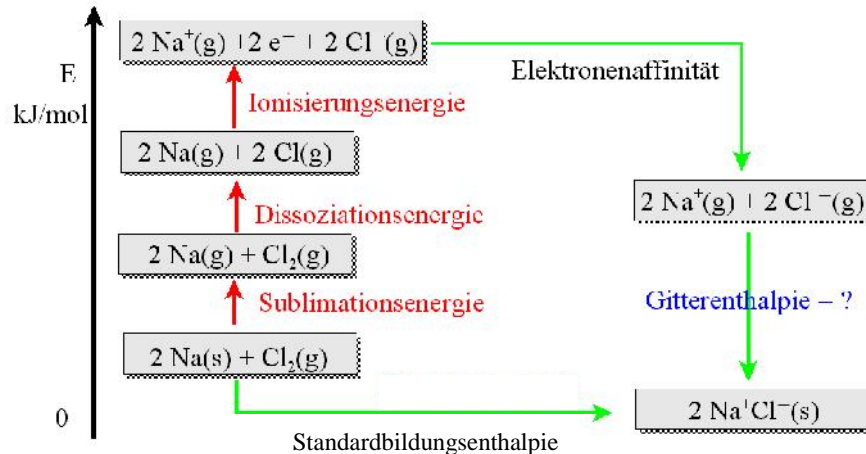 2 Na⁺(g) +2 e⁻ + 2 Cl (g)
E
kJ/mol
Elektronenaffinität
Ionisierungsenergie
2 Na(g) + 2 Cl(g)
2 Na⁺(g) + 2 Cl⁻(g)
Dissoziationsenergie
2 Na(g) + Cl₂(g)
Sublimationsenergie
Gitterenthalpie – ?
2 Na(s) + Cl₂(g)
0
2 Na⁺Cl⁻(s)
Standardbildungsenthalpie